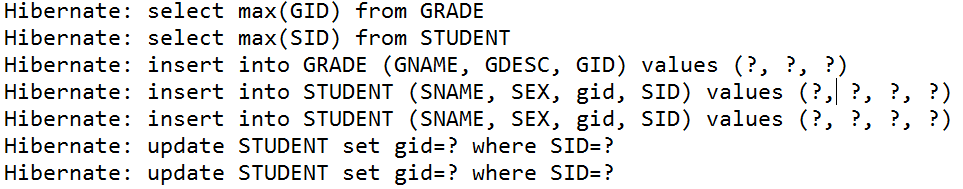 Hibernate: select max(GID) from GRADE
Hibernate: select max(SID) from STUDENT
Hibernate: insert into GRADE (GNAME, GDESC, GID) values (?, ?, ?)
Hibernate: insert into STUDENT (SNAME, SEX, gid, SID) values (?, ?, ?, ?)
Hibernate: insert into STUDENT (SNAME, SEX, gid, SID) values (?, ?, ?, ?)
Hibernate: update STUDENT set gid=? where SID=?
Hibernate: update STUDENT set gid=? where SID=?